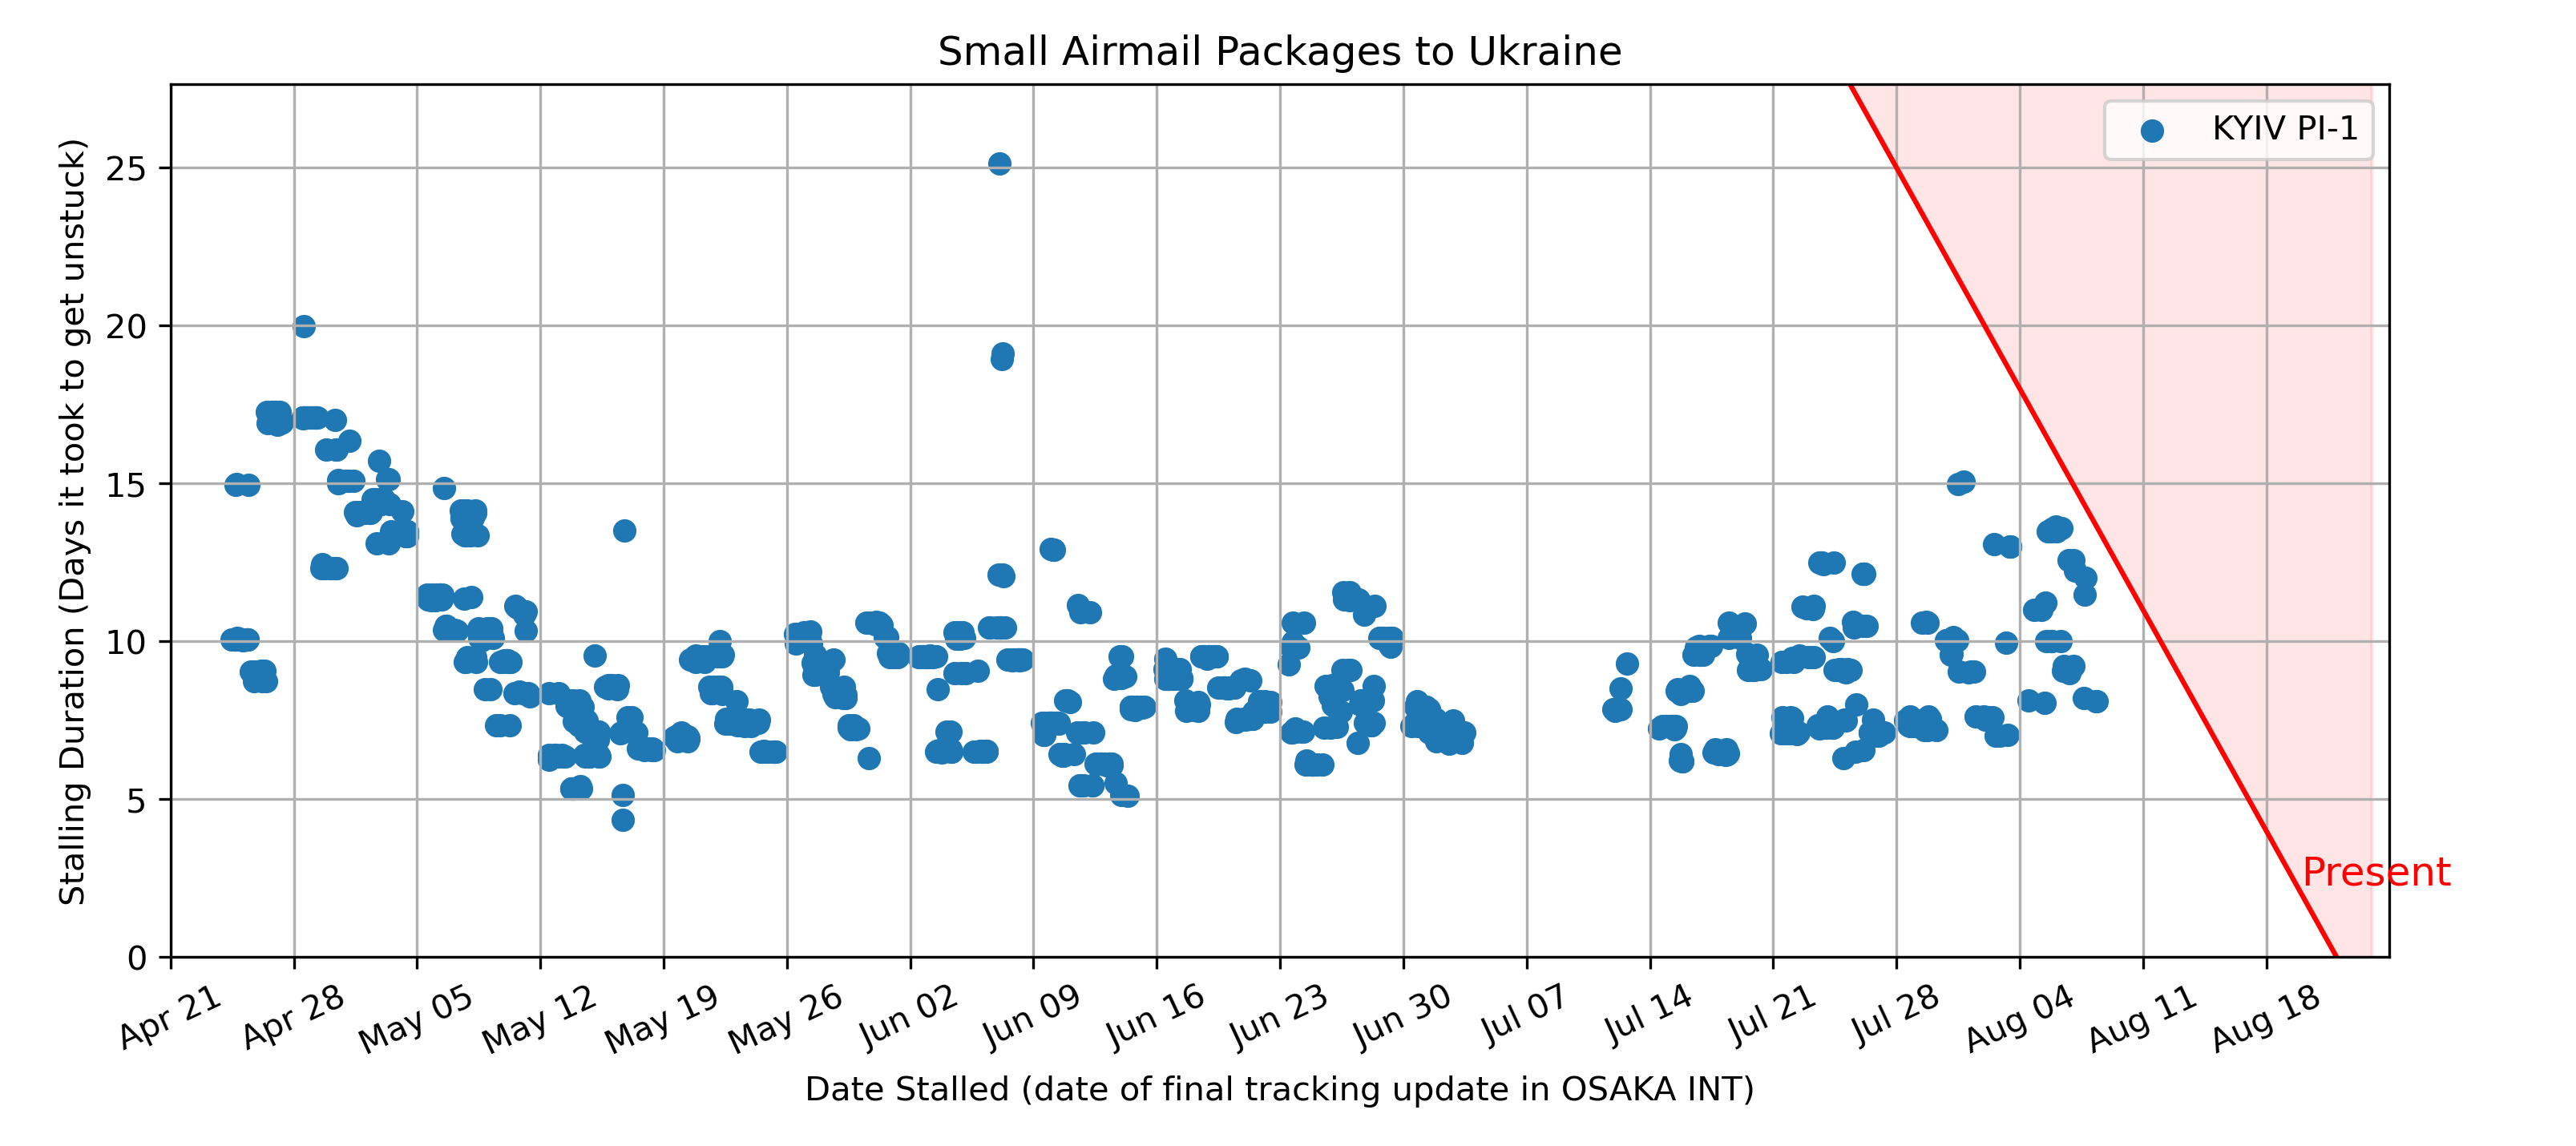 Small Airmail Packages to Ukraine
KYIV PI-1
Stalling Duration (Days it took to get unstuck)
25
20
15
10
5
0
Present
Apr 21
Apr 28
May 05
May 12
May 19
May 26
Jun 02
Jun 09
Jun 16
Jun 23
Jun 30
Jul 07
Jul 14
Jul 21
Jul 28
Aug 04
Aug 11
Aug 18
Date Stalled (date of final tracking update in OSAKA INT)